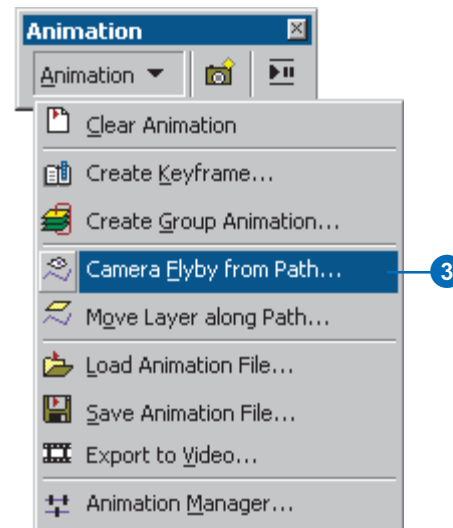 Animation
Animation
Clear Animation
Create Keyframe...
Create Group Animation...
Camera Flyby from Path...
3
Move Layer along Path...
Load Animation File...
Save Animation File...
Export to Video...
Animation Manager...